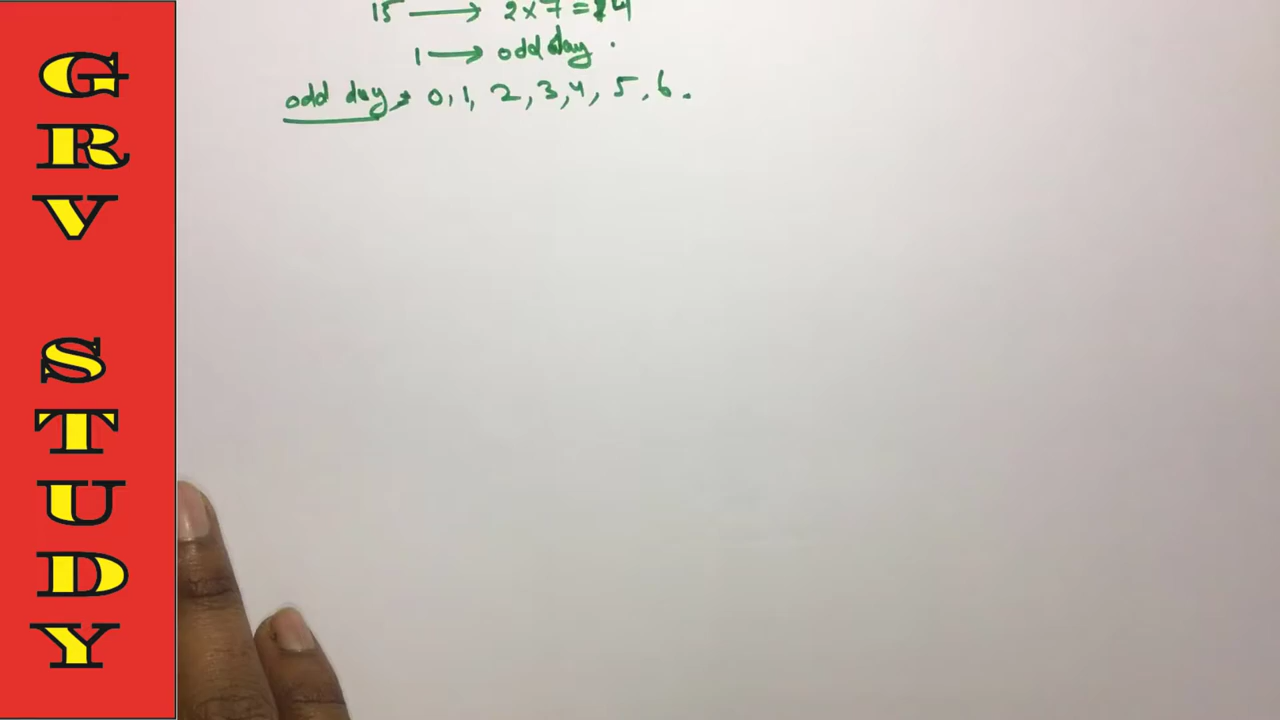 GRV STUDY
15 → 2 x 7 = 14
1 → odd day .
odd day → 0, 1, 2, 3, 4, 5, 6.